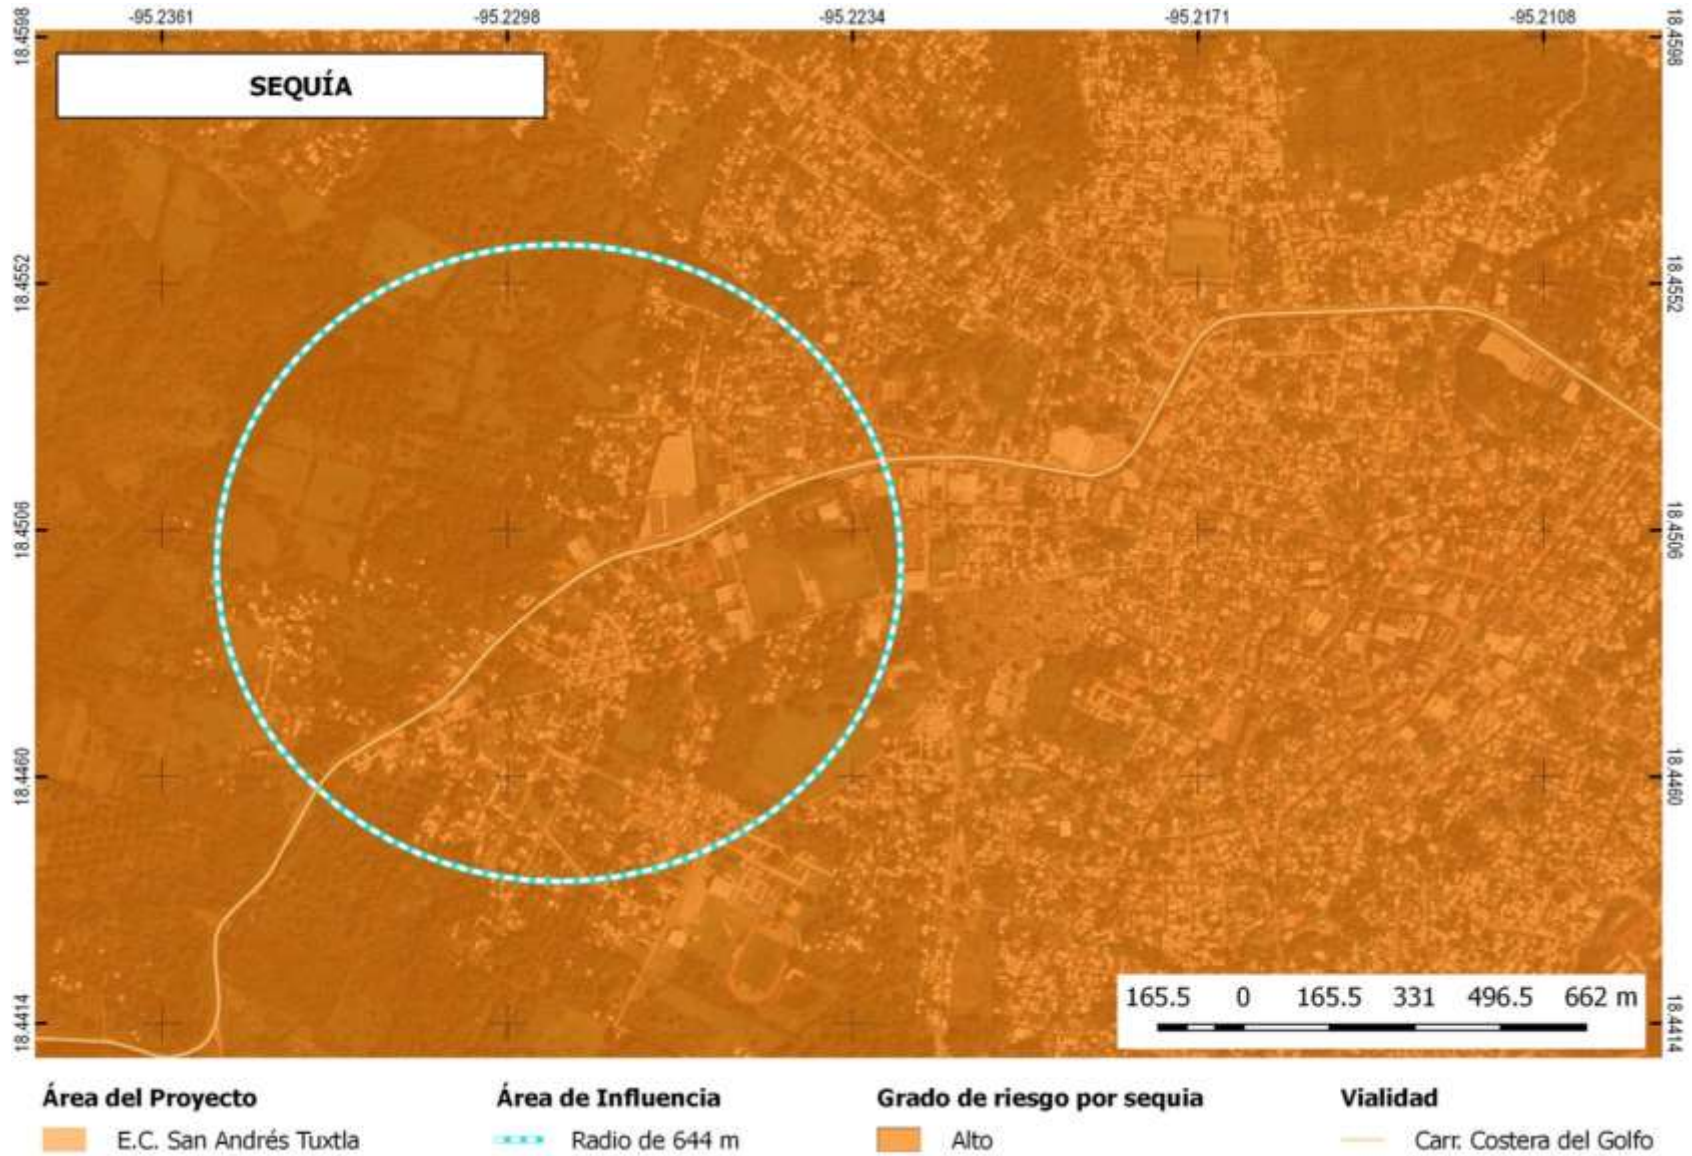 -95.2361 -95.2298 -95.2234 -95.2171 -95.2108
18.4598 18.4598
SEQUÍA
18.4552 18.4552
18.4506 18.4506
18.4460 18.4460
18.4414 18.4414
165.5 0 165.5 331 496.5 662 m
Área del Proyecto Área de Influencia Grado de riesgo por sequia Vialidad
E.C. San Andrés Tuxtla Radio de 644 m Alto Carr. Costera del Golfo